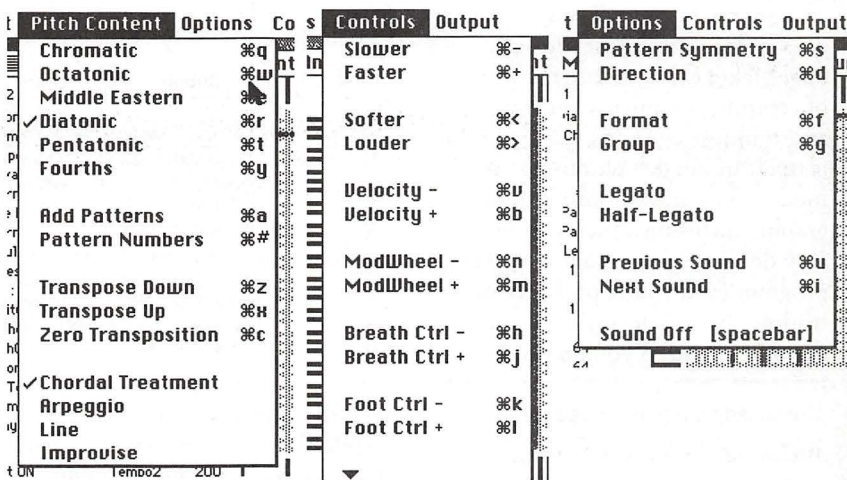 Pitch Content Options Co
Chromatic ⌘q
Octatonic ⌘w
Middle Eastern ⌘e
✓Diatonic ⌘r
Pentatonic ⌘t
Fourths ⌘y
Add Patterns ⌘a
Pattern Numbers ⌘#
Transpose Down ⌘z
Transpose Up ⌘x
Zero Transposition ⌘c
✓Chordal Treatment
Arpeggio
Line
Improvise
t ON Tempo2 200
s Controls Output
Slower ⌘-
Faster ⌘+
Softer ⌘<
Louder ⌘>
Velocity - ⌘v
Velocity + ⌘b
ModWheel - ⌘n
ModWheel + ⌘m
Breath Ctrl - ⌘h
Breath Ctrl + ⌘j
Foot Ctrl - ⌘k
Foot Ctrl + ⌘l
t Options Controls Output
Pattern Symmetry ⌘s
Direction ⌘d
Format ⌘f
Group ⌘g
Legato
Half-Legato
Previous Sound ⌘u
Next Sound ⌘i
Sound Off [spacebar]